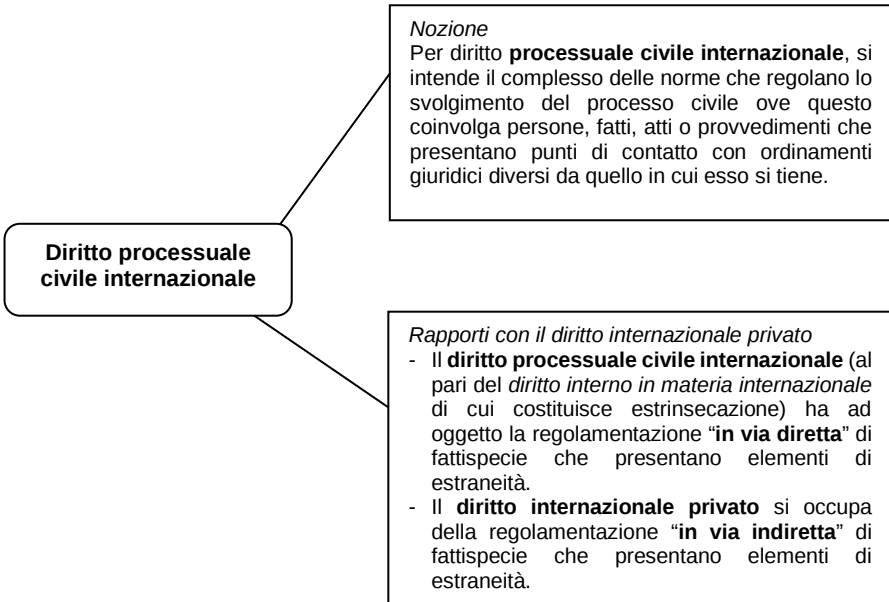 Nozione
Per diritto processuale civile internazionale, si
intende il complesso delle norme che regolano lo
svolgimento del processo civile ove questo
coinvolga persone, fatti, atti o provvedimenti che
presentano punti di contatto con ordinamenti
giuridici diversi da quello in cui esso si tiene.
Diritto processuale
civile internazionale
Rapporti con il diritto internazionale privato
- Il diritto processuale civile internazionale (al
pari del diritto interno in materia internazionale
di cui costituisce estrinsecazione) ha ad
oggetto la regolamentazione “in via diretta” di
fattispecie che presentano elementi di
estraneità.
- Il diritto internazionale privato si occupa
della regolamentazione “in via indiretta” di
fattispecie che presentano elementi di
estraneità.